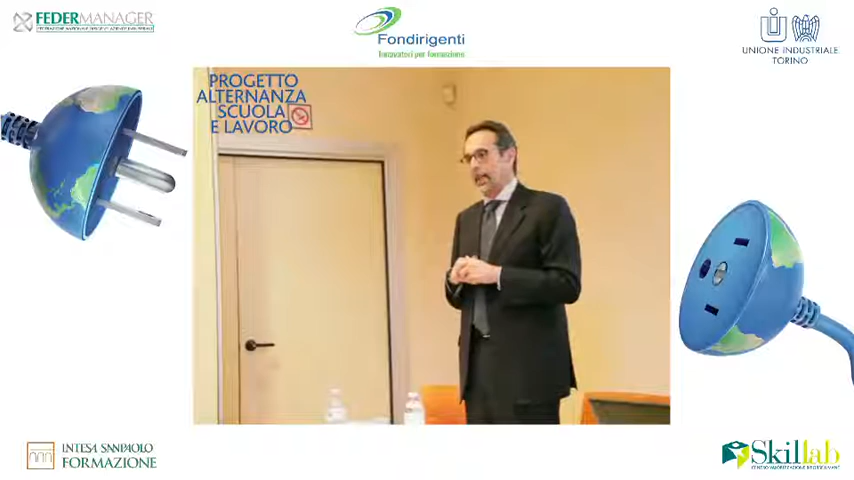 FEDERMANAGER
Fondirigenti
Innovatori per formazione
UNIONE INDUSTRIALE
TORINO
PROGETTO
ALTERNANZA
SCUOLA
E LAVORO
INTESA SANPAOLO
FORMAZIONE
Skillab